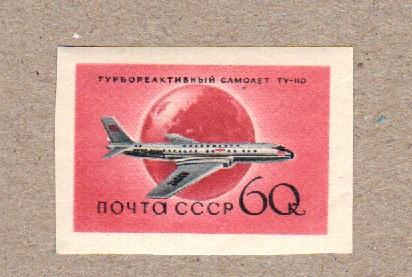 ТУРБОРЕАКТИВНЫЙ САМОЛЕТ ТУ-110
ПОЧТА СССР 60к